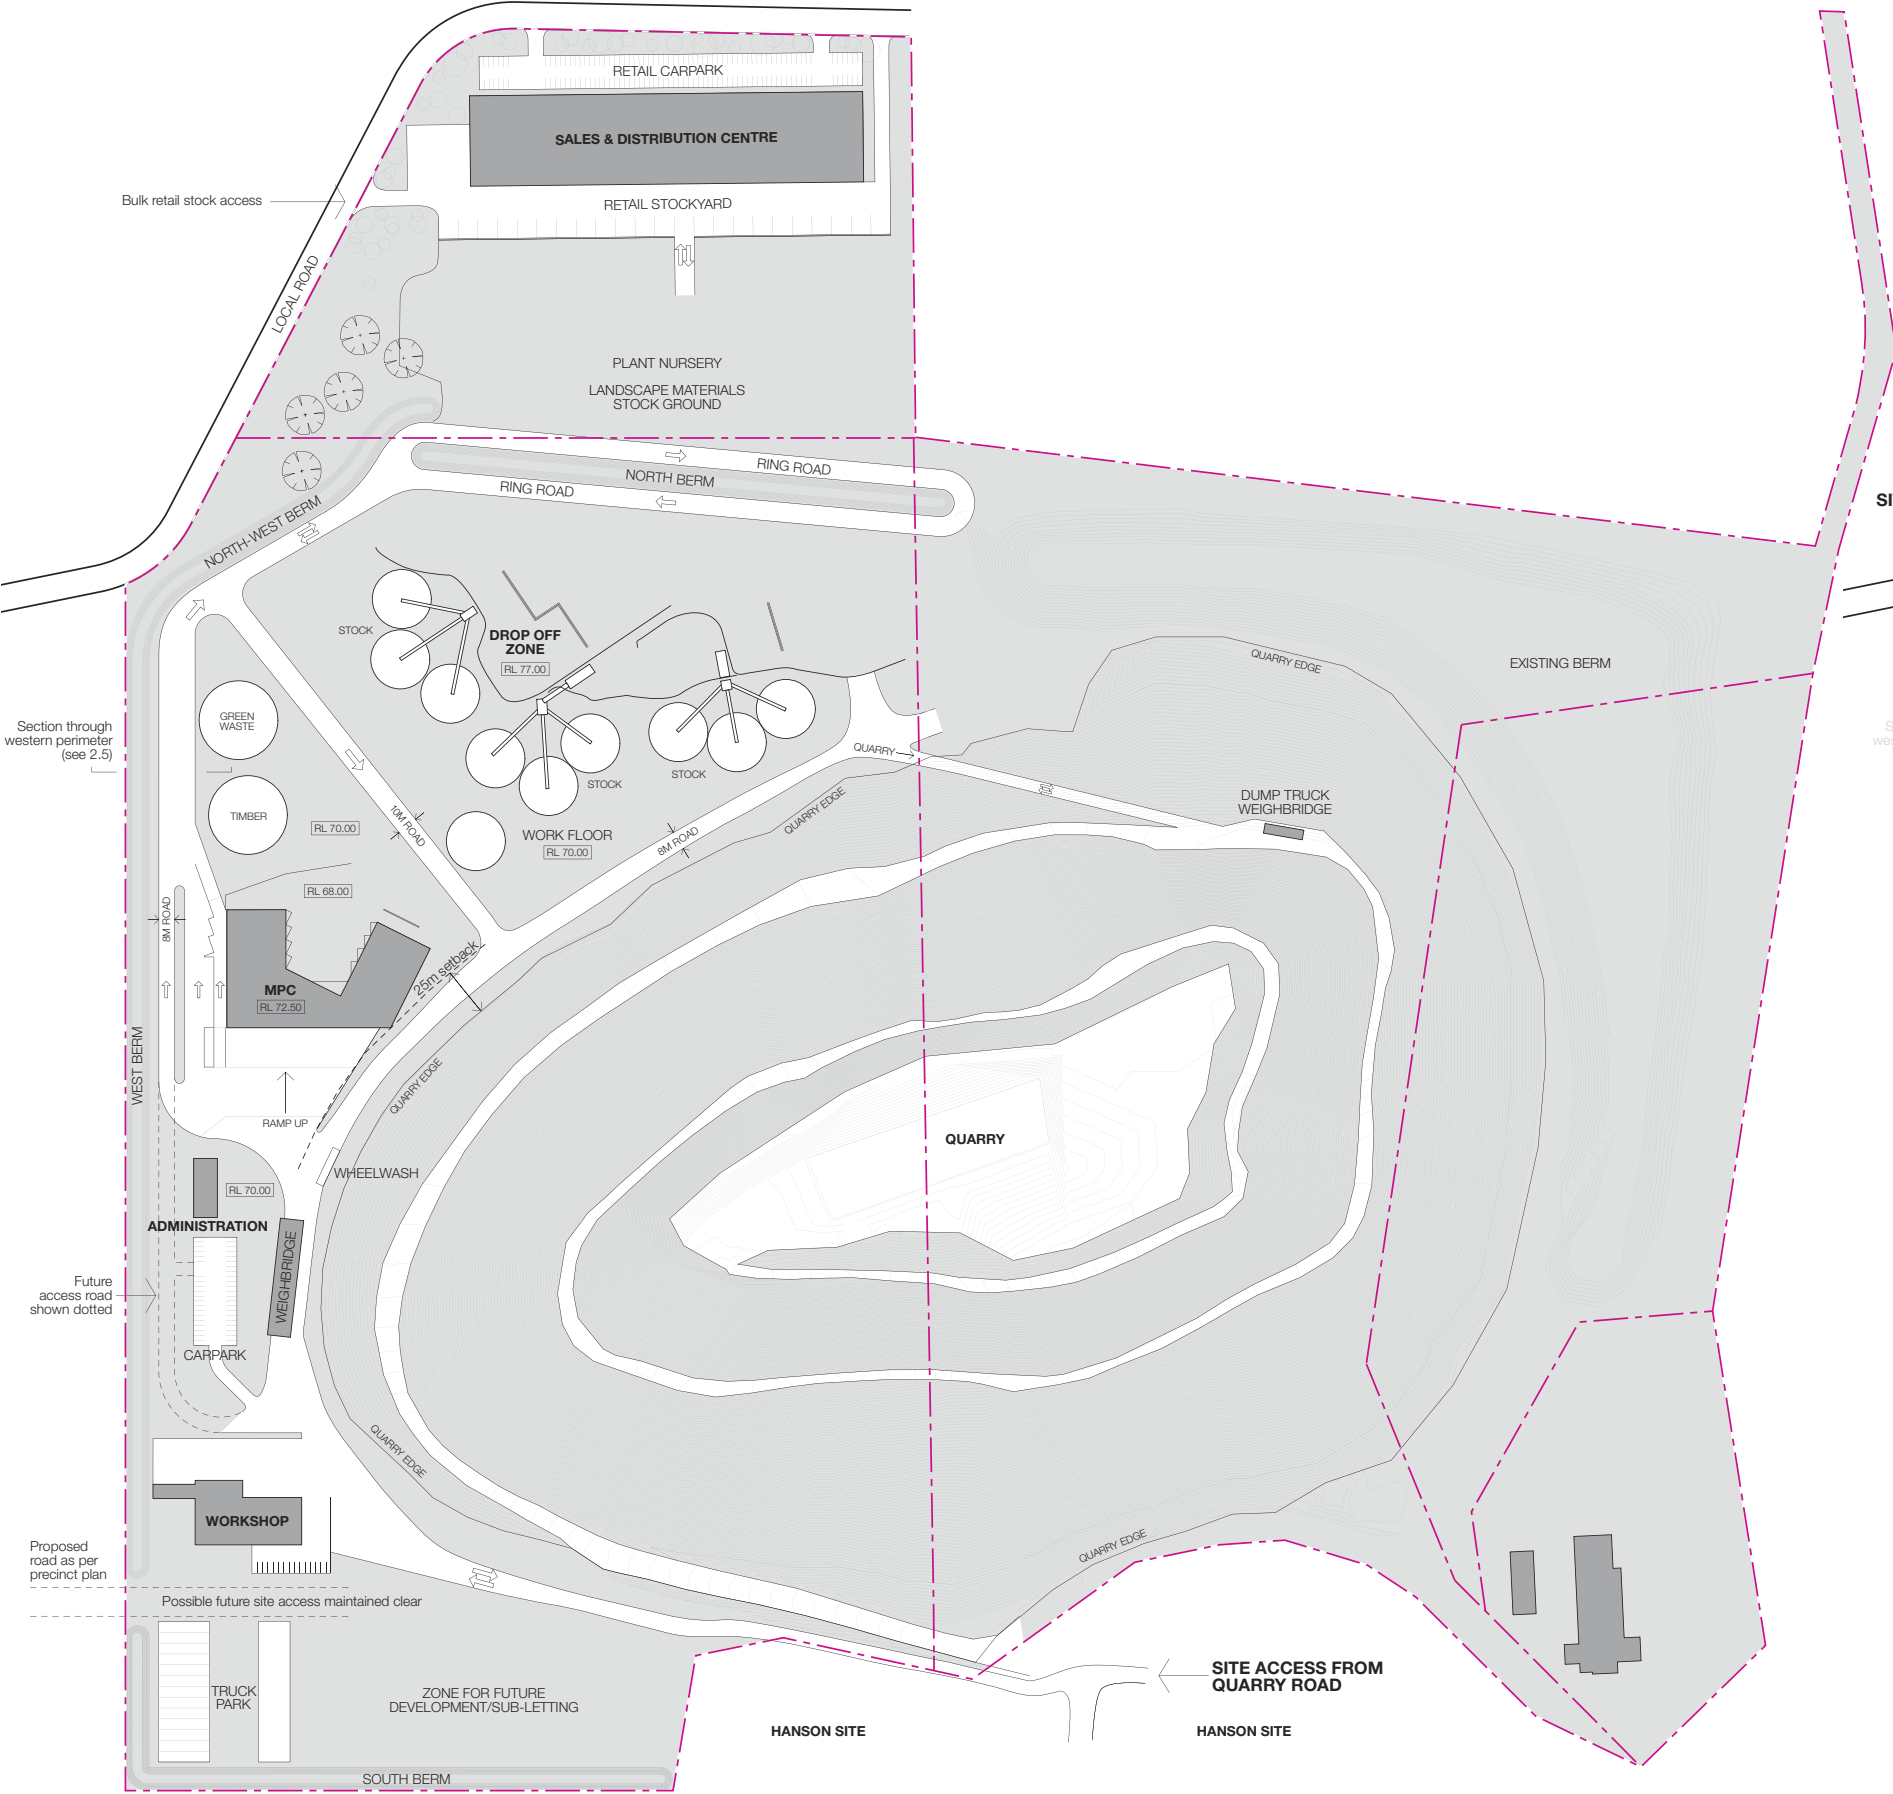 RETAIL CARPARK
SALES & DISTRIBUTION CENTRE
Bulk retail stock access
RETAIL STOCKYARD
LOCAL ROAD
PLANT NURSERY
LANDSCAPE MATERIALS
STOCK GROUND
RING ROAD
NORTH BERM
RING ROAD
NORTH-WEST BERM
SI
STOCK
DROP OFF
ZONE
RL 77.00
QUARRY EDGE
EXISTING BERM
GREEN
WASTE
Section through
western perimeter
(see 2.5)
S
wes
QUARRY
STOCK
STOCK
TIMBER
RL 70.00
10M ROAD
WORK FLOOR
RL 70.00
8M ROAD
QUARRY EDGE
DUMP TRUCK
WEIGHBRIDGE
RL 68.00
8M ROAD
25m setback
MPC
RL 72.50
WEST BERM
QUARRY EDGE
RAMP UP
QUARRY
WHEELWASH
RL 70.00
ADMINISTRATION
WEIGHBRIDGE
Future
access road
shown dotted
CARPARK
QUARRY EDGE
WORKSHOP
QUARRY EDGE
Proposed
road as per
precinct plan
Possible future site access maintained clear
TRUCK
PARK
ZONE FOR FUTURE
DEVELOPMENT/SUB-LETTING
SITE ACCESS FROM
QUARRY ROAD
HANSON SITE
HANSON SITE
SOUTH BERM